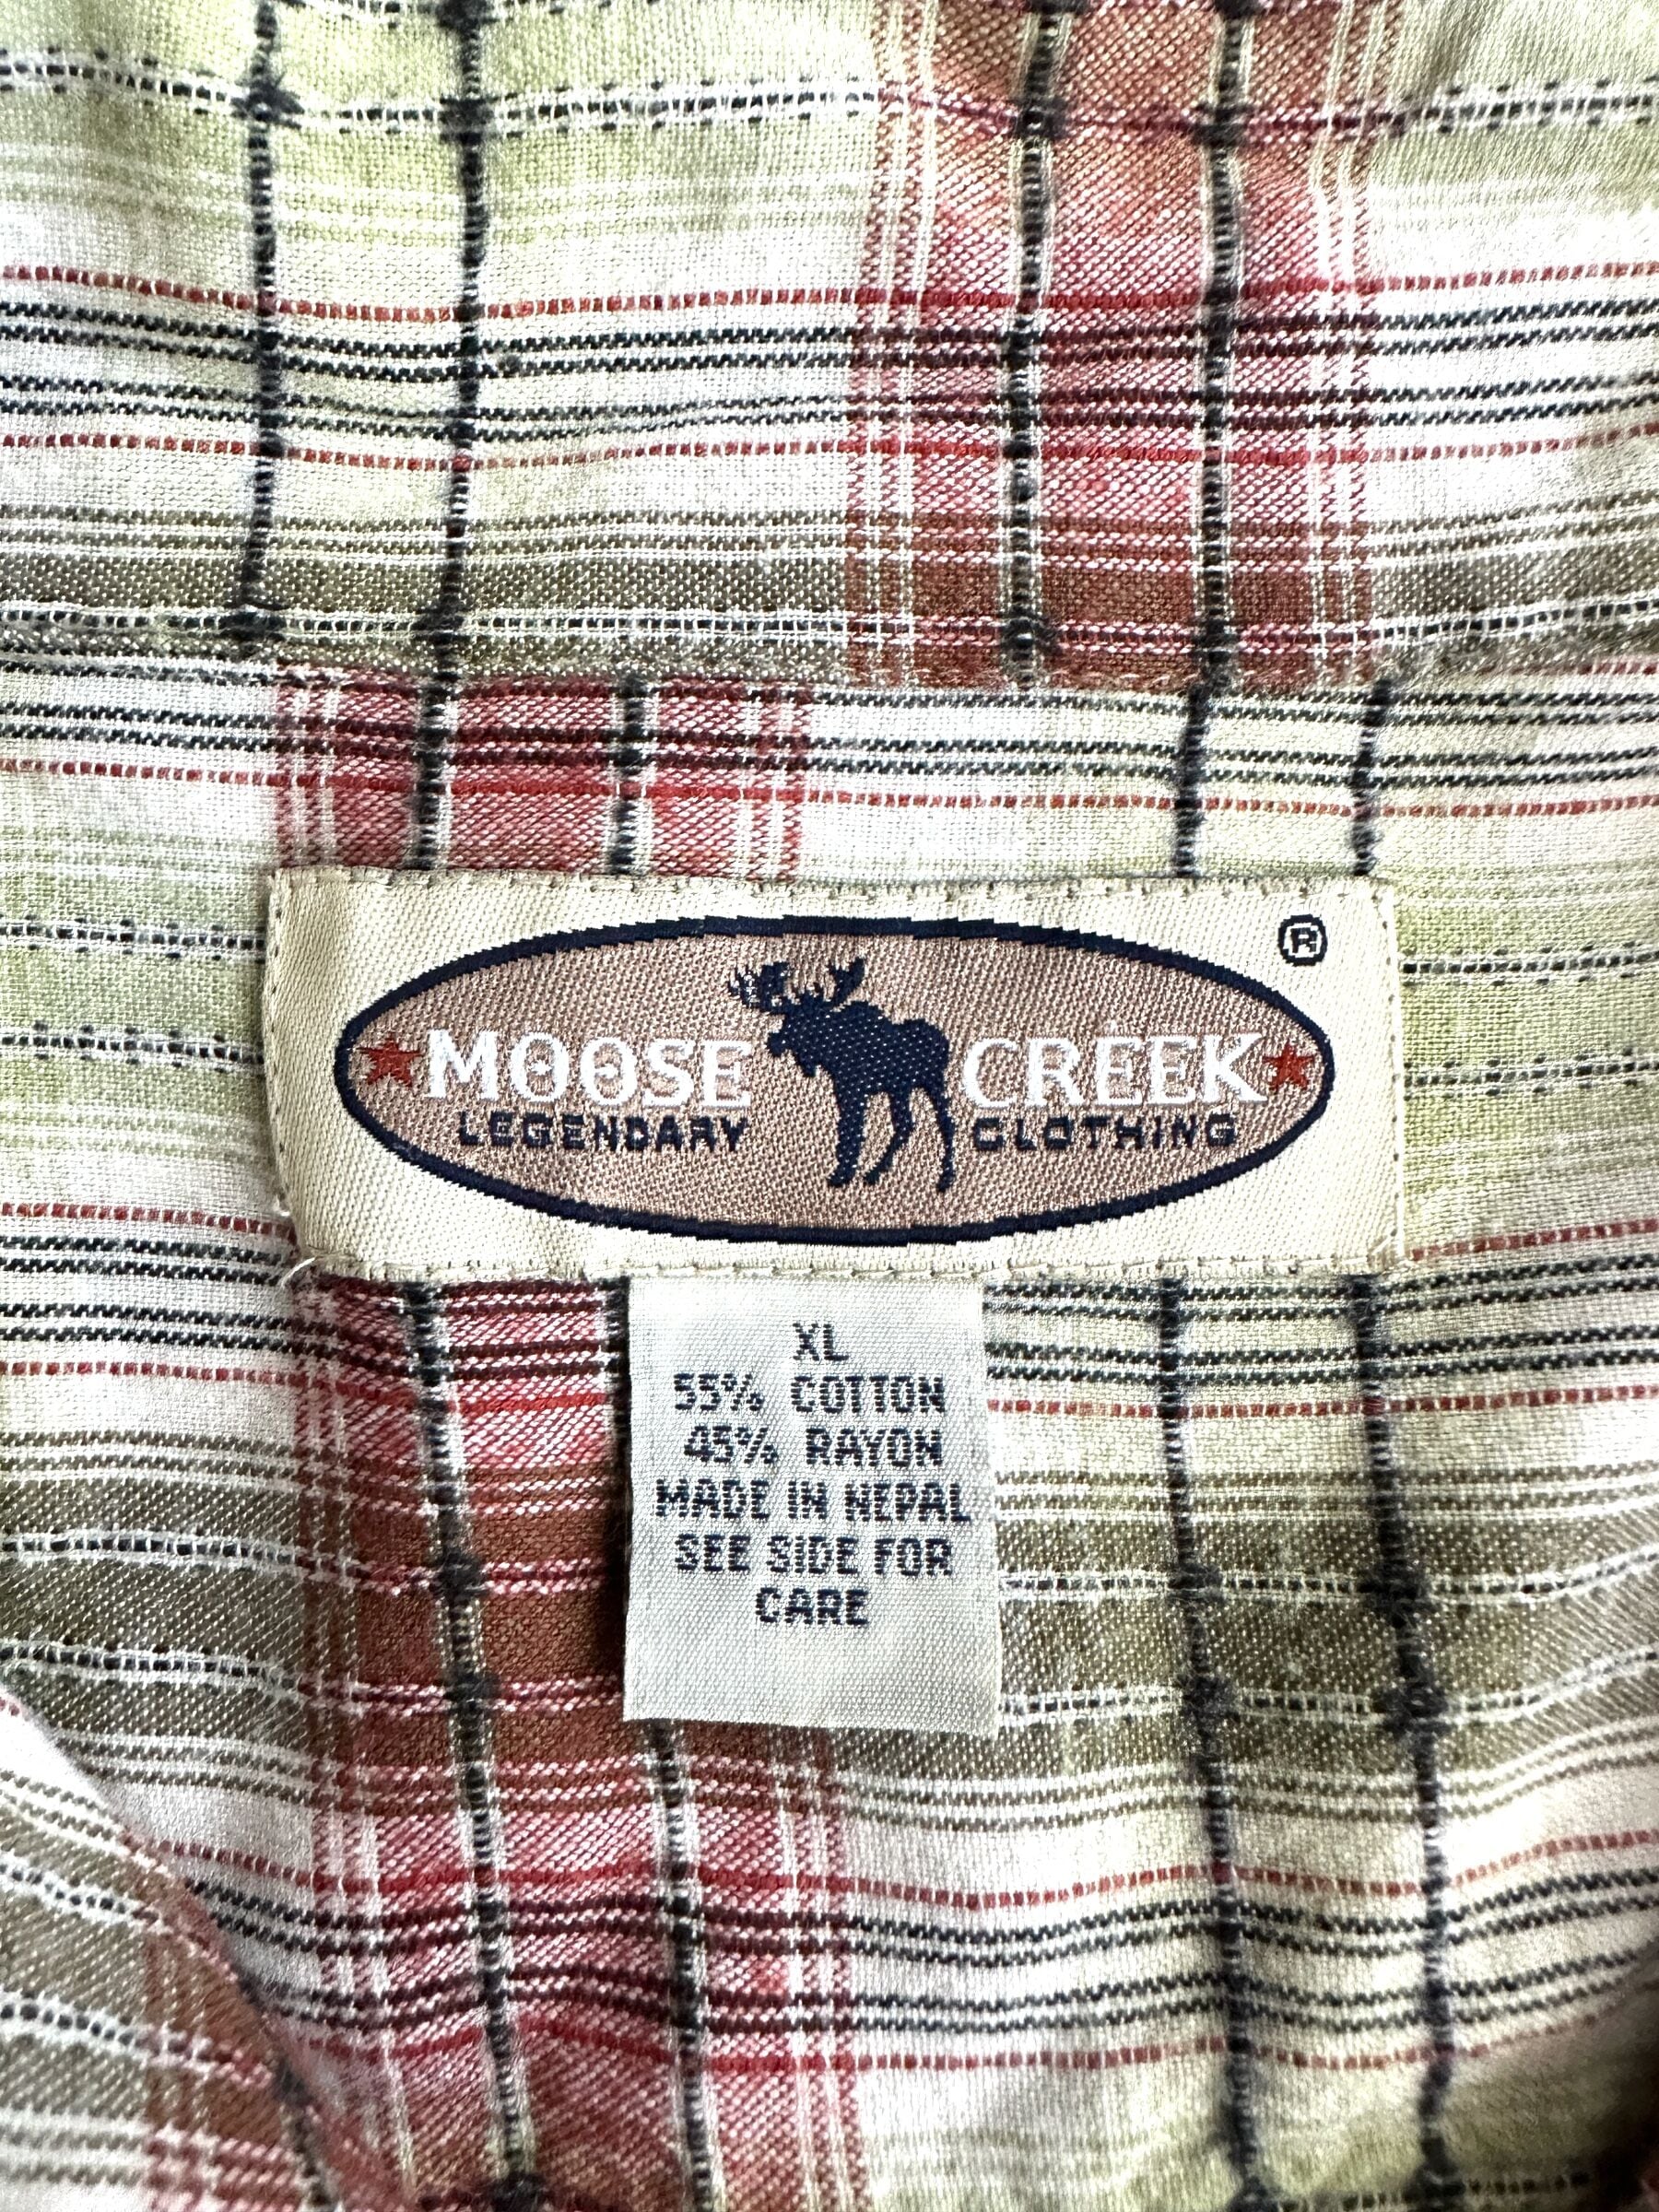 ®
MOOSE CREEK
LEGENDARY CLOTHING
XL
55% COTTON
45% RAYON
MADE IN NEPAL
SEE SIDE FOR
CARE